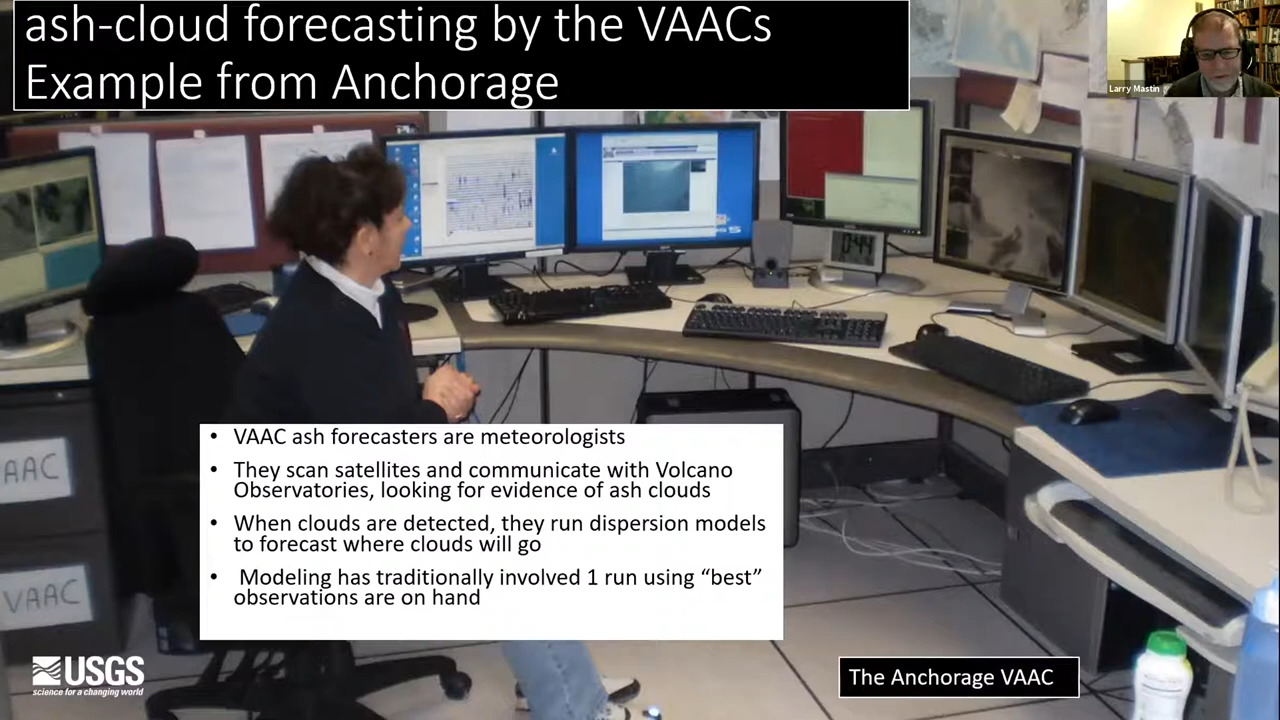 ash-cloud forecasting by the VAACs
Example from Anchorage
Larry Mastin
0:44
• VAAC ash forecasters are meteorologists
• They scan satellites and communicate with Volcano
Observatories, looking for evidence of ash clouds
• When clouds are detected, they run dispersion models
to forecast where clouds will go
• Modeling has traditionally involved 1 run using “best”
observations are on hand
AAC
VAAC
USGS
science for a changing world
The Anchorage VAAC